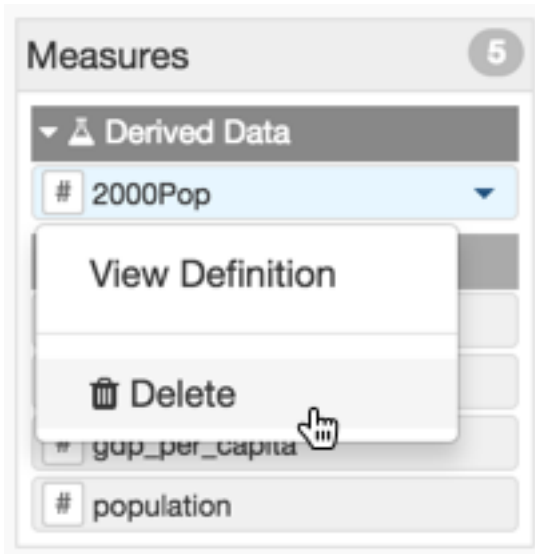 Measures 5
Derived Data
# 2000Pop
View Definition
Delete
# gdp_per_capita
# population